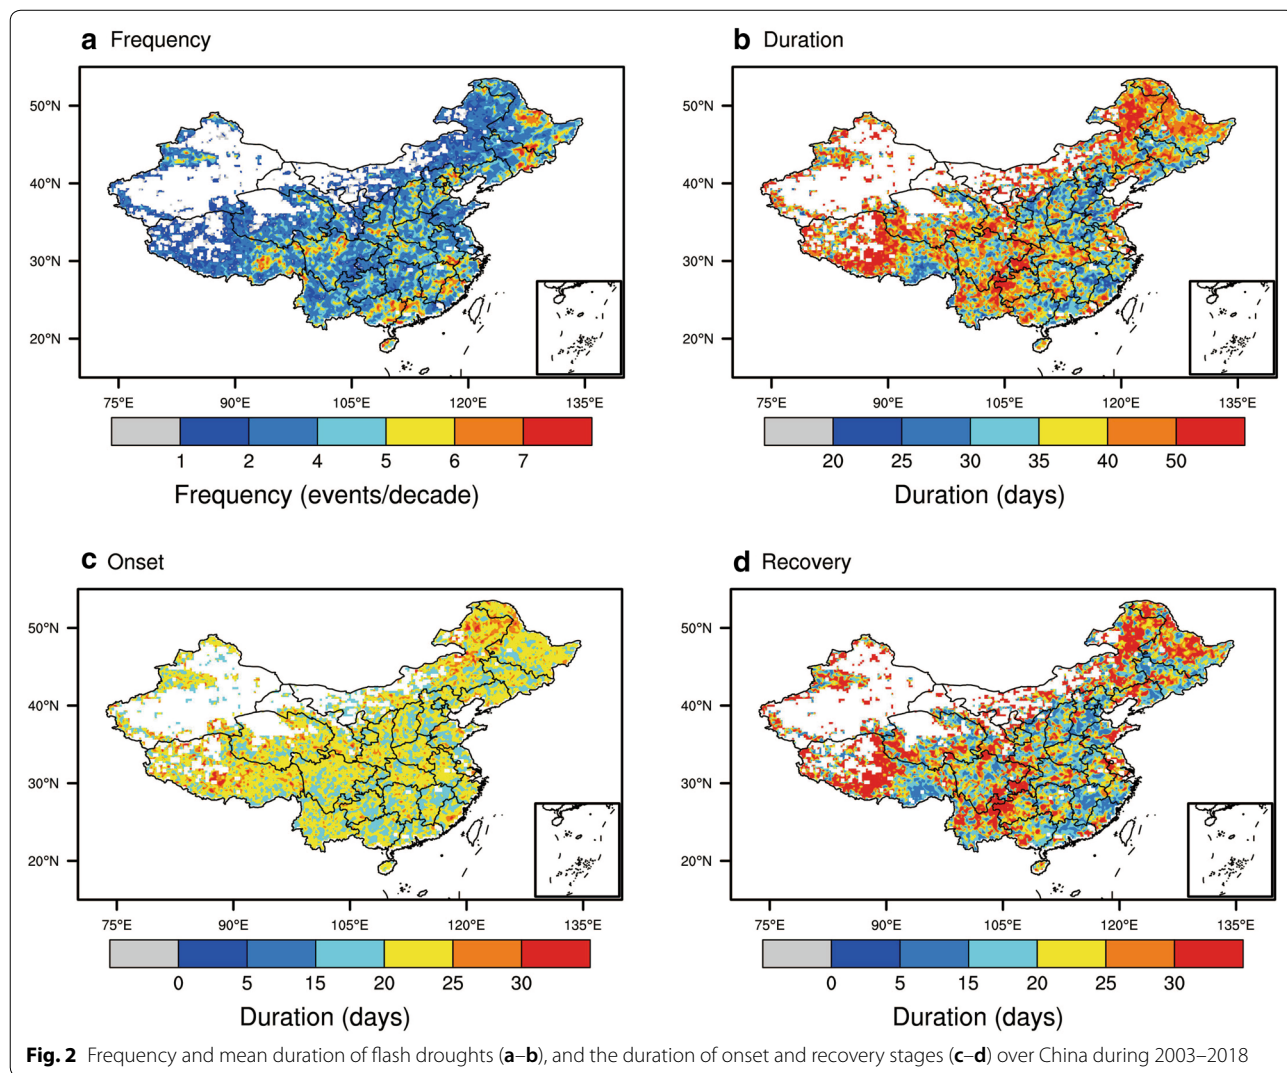 a Frequency
b Duration
50°N
40°N
30°N
20°N
75°E 90°E 105°E 120°E 135°E
1 2 4 5 6 7
Frequency (events/decade)
50°N
40°N
30°N
20°N
75°E 90°E 105°E 120°E 135°E
20 25 30 35 40 50
Duration (days)
c Onset
d Recovery
50°N
40°N
30°N
20°N
75°E 90°E 105°E 120°E 135°E
0 5 15 20 25 30
Duration (days)
50°N
40°N
30°N
20°N
75°E 90°E 105°E 120°E 135°E
0 5 15 20 25 30
Duration (days)
Fig. 2 Frequency and mean duration of flash droughts (a–b), and the duration of onset and recovery stages (c–d) over China during 2003–2018